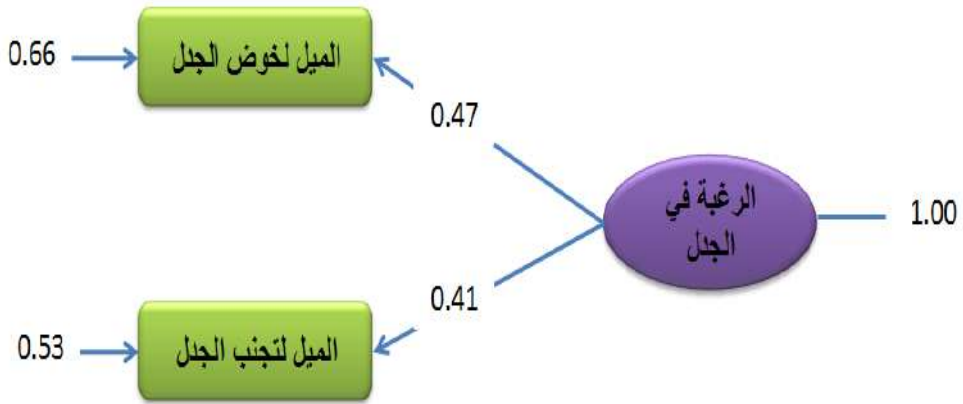 0.66
الميل لخوض الجدل
0.47
الرغبة في
الجدل
1.00
0.41
0.53
الميل لتجنب الجدل